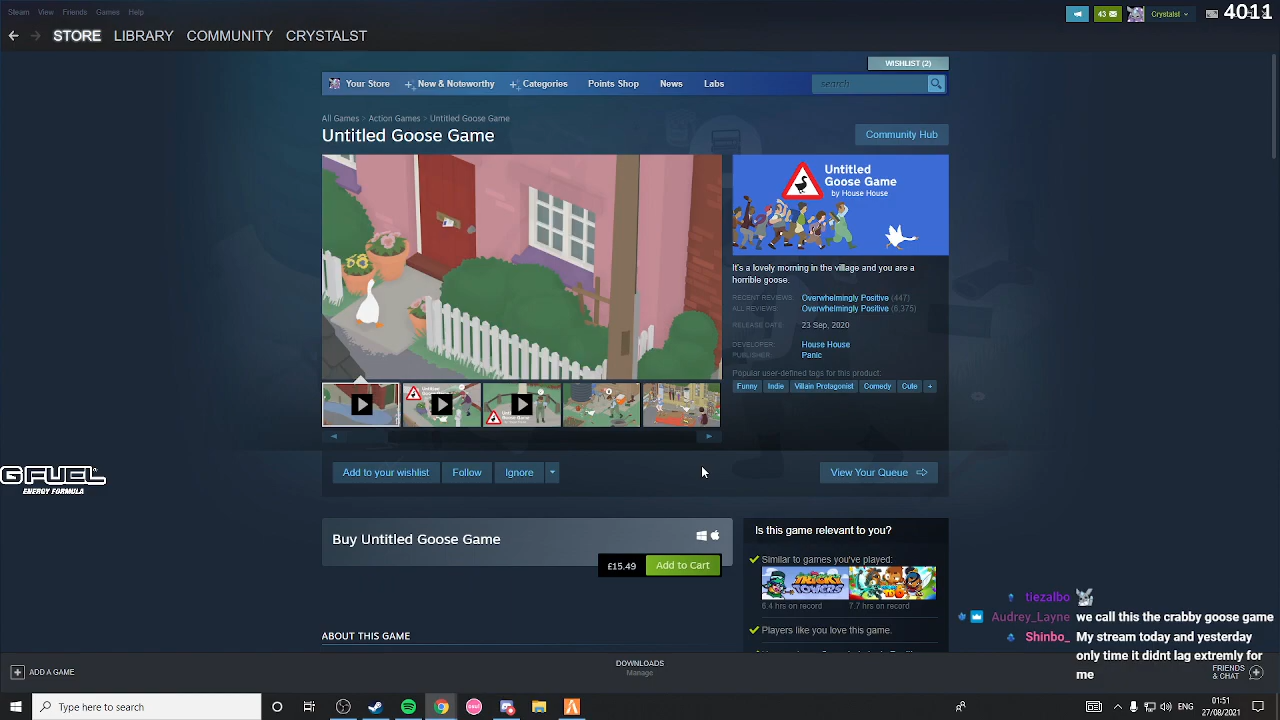 Steam View Friends Games Help
43 Crystalst 4011
STORE LIBRARY COMMUNITY CRYSTALST
WISHLIST (2)
Your Store New & Noteworthy Categories Points Shop News Labs search
All Games > Action Games > Untitled Goose Game
Untitled Goose Game
Community Hub
Untitled
Goose Game
by House House
It's a lovely morning in the village and you are a
horrible goose.
RECENT REVIEWS: Overwhelmingly Positive (447)
ALL REVIEWS: Overwhelmingly Positive (6,375)
RELEASE DATE: 23 Sep, 2020
DEVELOPER: House House
PUBLISHER: Panic
Popular user-defined tags for this product:
Funny Indie Villain Protagonist Comedy Cute +
Add to your wishlist Follow Ignore View Your Queue
ENERGY FORMULA
Buy Untitled Goose Game
£15.49 Add to Cart
Is this game relevant to you?
Similar to games you've played:
TRICKY TOWERS
6.4 hrs on record 7.7 hrs on record
Players like you love this game.
ABOUT THIS GAME
tiezalbo
Audrey_Layne we call this the crabby goose game
Shinbo_ My stream today and yesterday
only time it didnt lag extremly for
me
ADD A GAME
DOWNLOADS
Manage
FRIENDS
& CHAT
Type here to search
01:51
27/08/2021